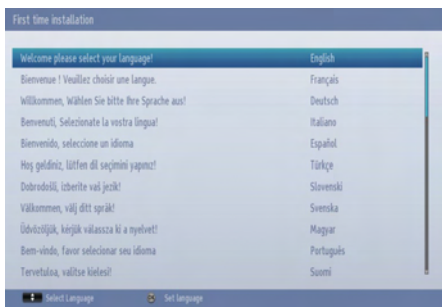 First time installation
Welcome please select your language! English
Bienvenue ! Veuillez choisir une langue. Français
Willkommen, Wählen Sie bitte Ihre Sprache aus! Deutsch
Benvenuti, Selezionate la vostra lingua! Italiano
Bienvenido, seleccione un idioma Español
Hoş geldiniz, lütfen dil seçimini yapınız! Türkçe
Dobrodošli, izberite vaš jezik! Slovenski
Välkommen, välj ditt språk! Svenska
Üdvözöljük, kérjük válassza ki a nyelvet! Magyar
Bem-vindo, favor selecionar seu idioma Português
Tervetuloa, valitse kielesi! Suomi
Select Language Set language